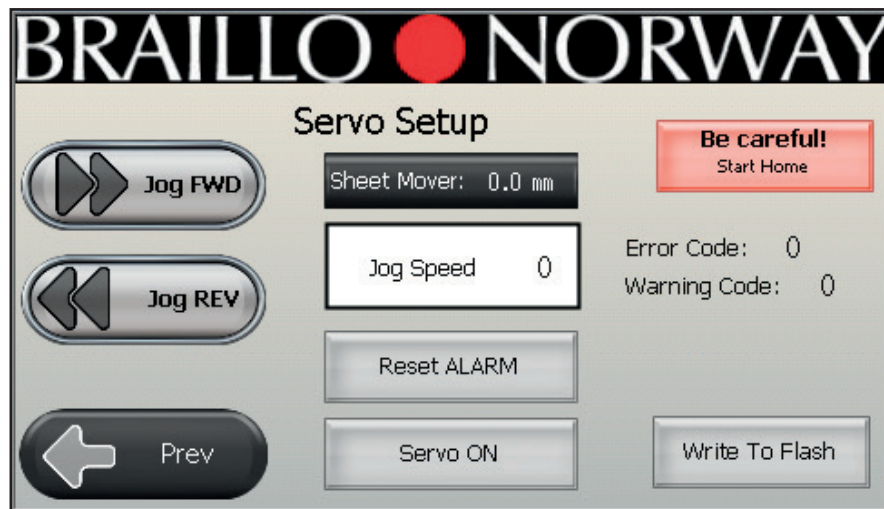 BRAILLO NORWAY
Servo Setup
Be careful!
Start Home
Jog FWD
Sheet Mover: 0.0 mm
Jog Speed 0
Error Code: 0
Warning Code: 0
Jog REV
Reset ALARM
Prev
Servo ON
Write To Flash